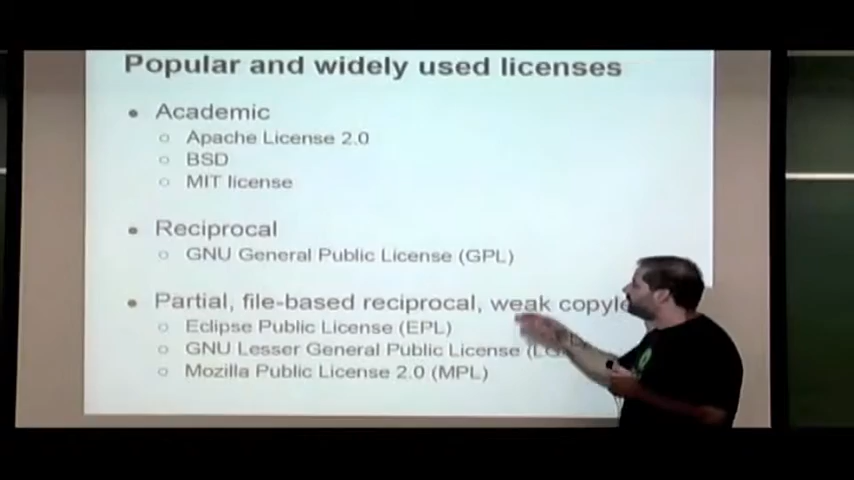 Popular and widely used licenses
● Academic
○ Apache License 2.0
○ BSD
○ MIT license
● Reciprocal
○ GNU General Public License (GPL)
● Partial, file-based reciprocal, weak copyle
○ Eclipse Public License (EPL)
○ GNU Lesser General Public License (LG
○ Mozilla Public License 2.0 (MPL)